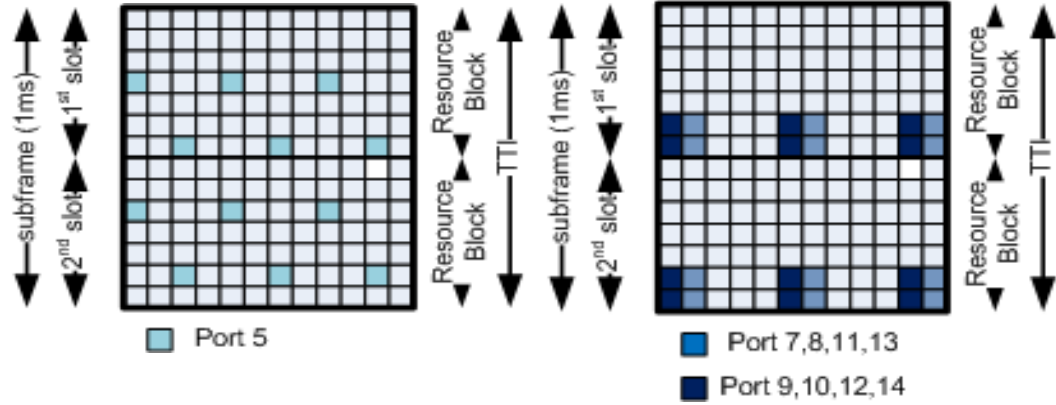 subframe (1ms)
1st slot
2nd slot
Resource
Block
Resource
Block
TTI
Port 5
subframe (1ms)
1st slot
2nd slot
Resource
Block
Resource
Block
TTI
Port 7,8,11,13
Port 9,10,12,14